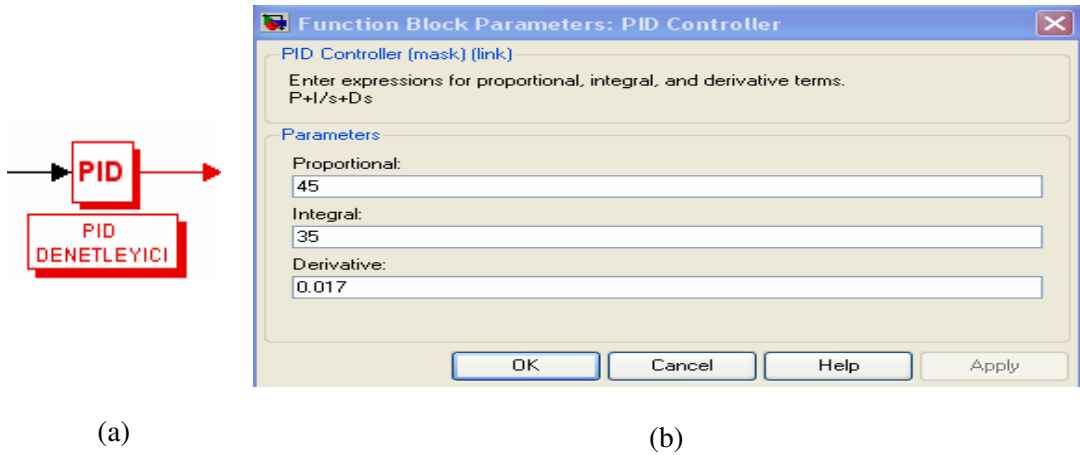 PID
PID
DENETLEYICI
(a)
Function Block Parameters: PID Controller
PID Controller (mask) (link)
Enter expressions for proportional, integral, and derivative terms.
P+I/s+Ds
Parameters
Proportional:
45
Integral:
35
Derivative:
0.017
OK Cancel Help Apply
(b)